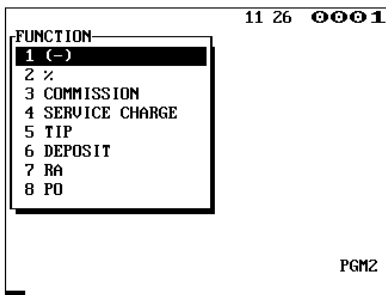 11 26 0001
FUNCTION
1 (-)
2 %
3 COMMISSION
4 SERVICE CHARGE
5 TIP
6 DEPOSIT
7 RA
8 PO
PGM2